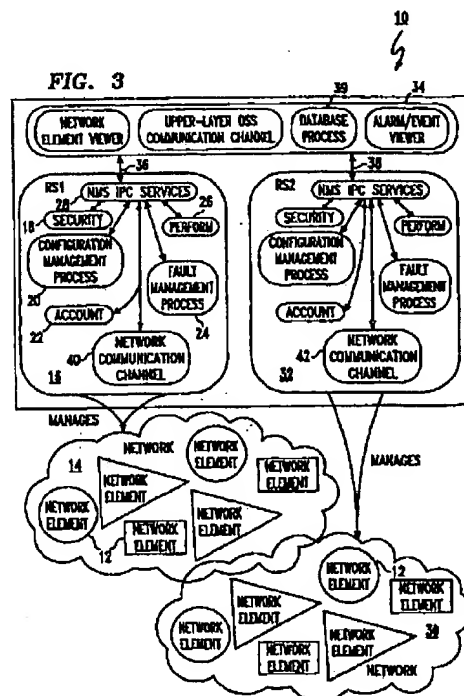 10
FIG. 3
39
34
NETWORK
ELEMENT
VIEWER
UPPER-LAYER OSS
COMMUNICATION CHANNEL
DATABASE
PROCESS
ALARM/EVENT
VIEWER
36
38
RS1
28
NMS IPC SERVICES
26
18
SECURITY
PERFORM
CONFIGURATION
MANAGEMENT
PROCESS
20
FAULT
MANAGEMENT
PROCESS
ACCOUNT
22
24
40
NETWORK
COMMUNICATION
CHANNEL
16
RS2
NMS IPC SERVICES
SECURITY
PERFORM
CONFIGURATION
MANAGEMENT
PROCESS
FAULT
MANAGEMENT
PROCESS
ACCOUNT
42
NETWORK
COMMUNICATION
CHANNEL
32
MANAGES
MANAGES
14
NETWORK
NETWORK
ELEMENT
NETWORK
ELEMENT
NETWORK
ELEMENT
NETWORK
ELEMENT
NETWORK
ELEMENT
NETWORK
ELEMENT
12
12
NETWORK
ELEMENT
NETWORK
ELEMENT
NETWORK
ELEMENT
NETWORK
ELEMENT
NETWORK
ELEMENT
NETWORK
ELEMENT
30
NETWORK